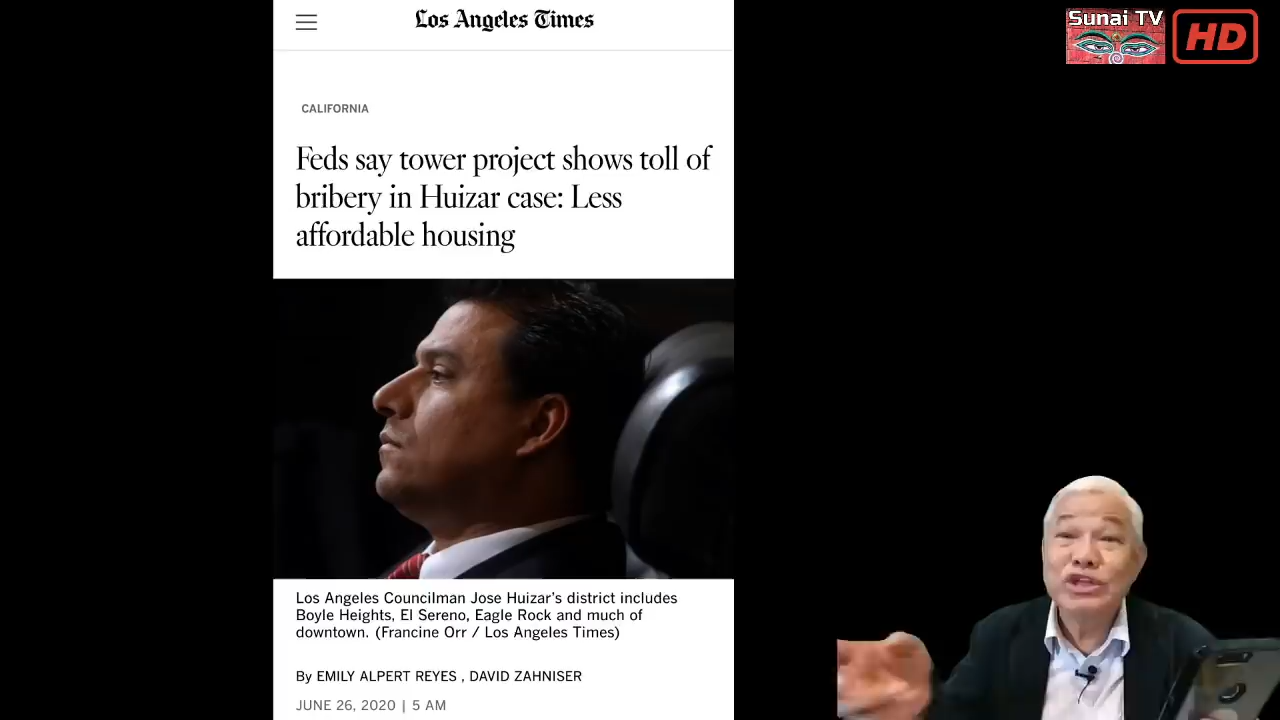 Los Angeles Times
Sunai TV
HD
CALIFORNIA
Feds say tower project shows toll of
bribery in Huizar case: Less
affordable housing
Los Angeles Councilman Jose Huizar’s district includes
Boyle Heights, El Sereno, Eagle Rock and much of
downtown. (Francine Orr / Los Angeles Times)
By EMILY ALPERT REYES , DAVID ZAHNISER
JUNE 26, 2020 | 5 AM